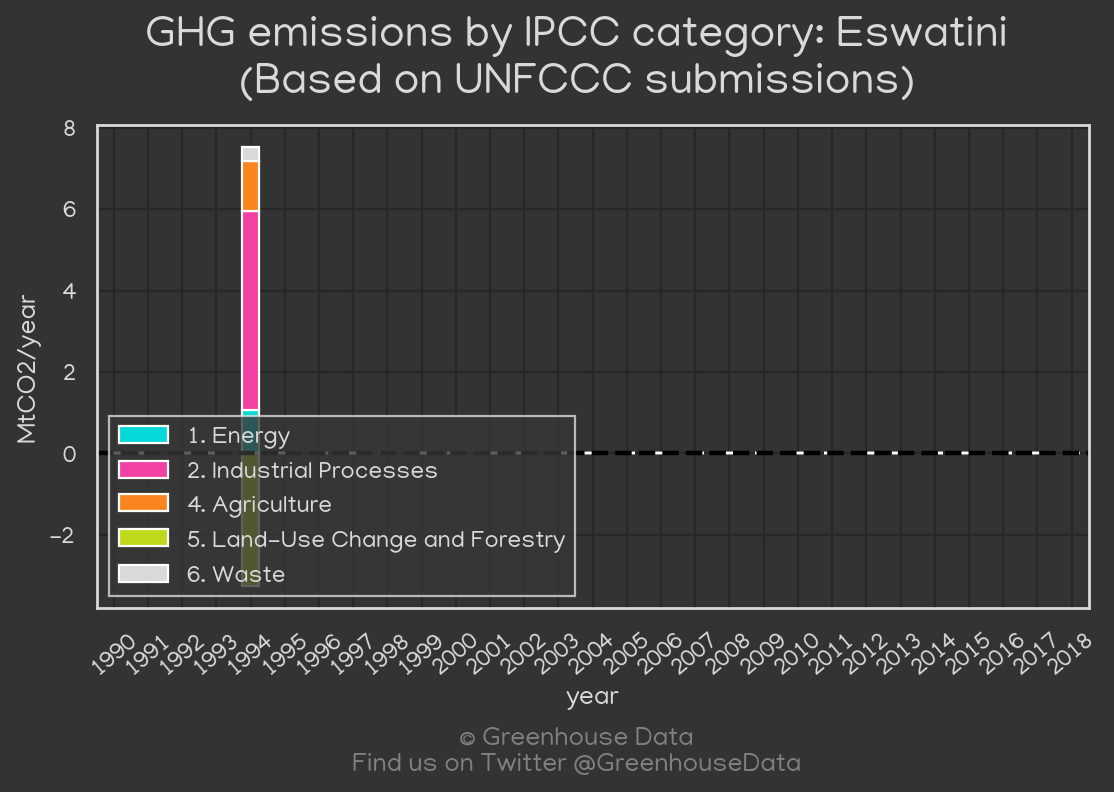 GHG emissions by IPCC category: Eswatini
(Based on UNFCCC submissions)
MtCO2/year
8
6
4
2
0
−2
1. Energy
2. Industrial Processes
4. Agriculture
5. Land−Use Change and Forestry
6. Waste
1990 1991 1992 1993 1994 1995 1996 1997 1998 1999 2000 2001 2002 2003 2004 2005 2006 2007 2008 2009 2010 2011 2012 2013 2014 2015 2016 2017 2018
year
© Greenhouse Data
Find us on Twitter @GreenhouseData